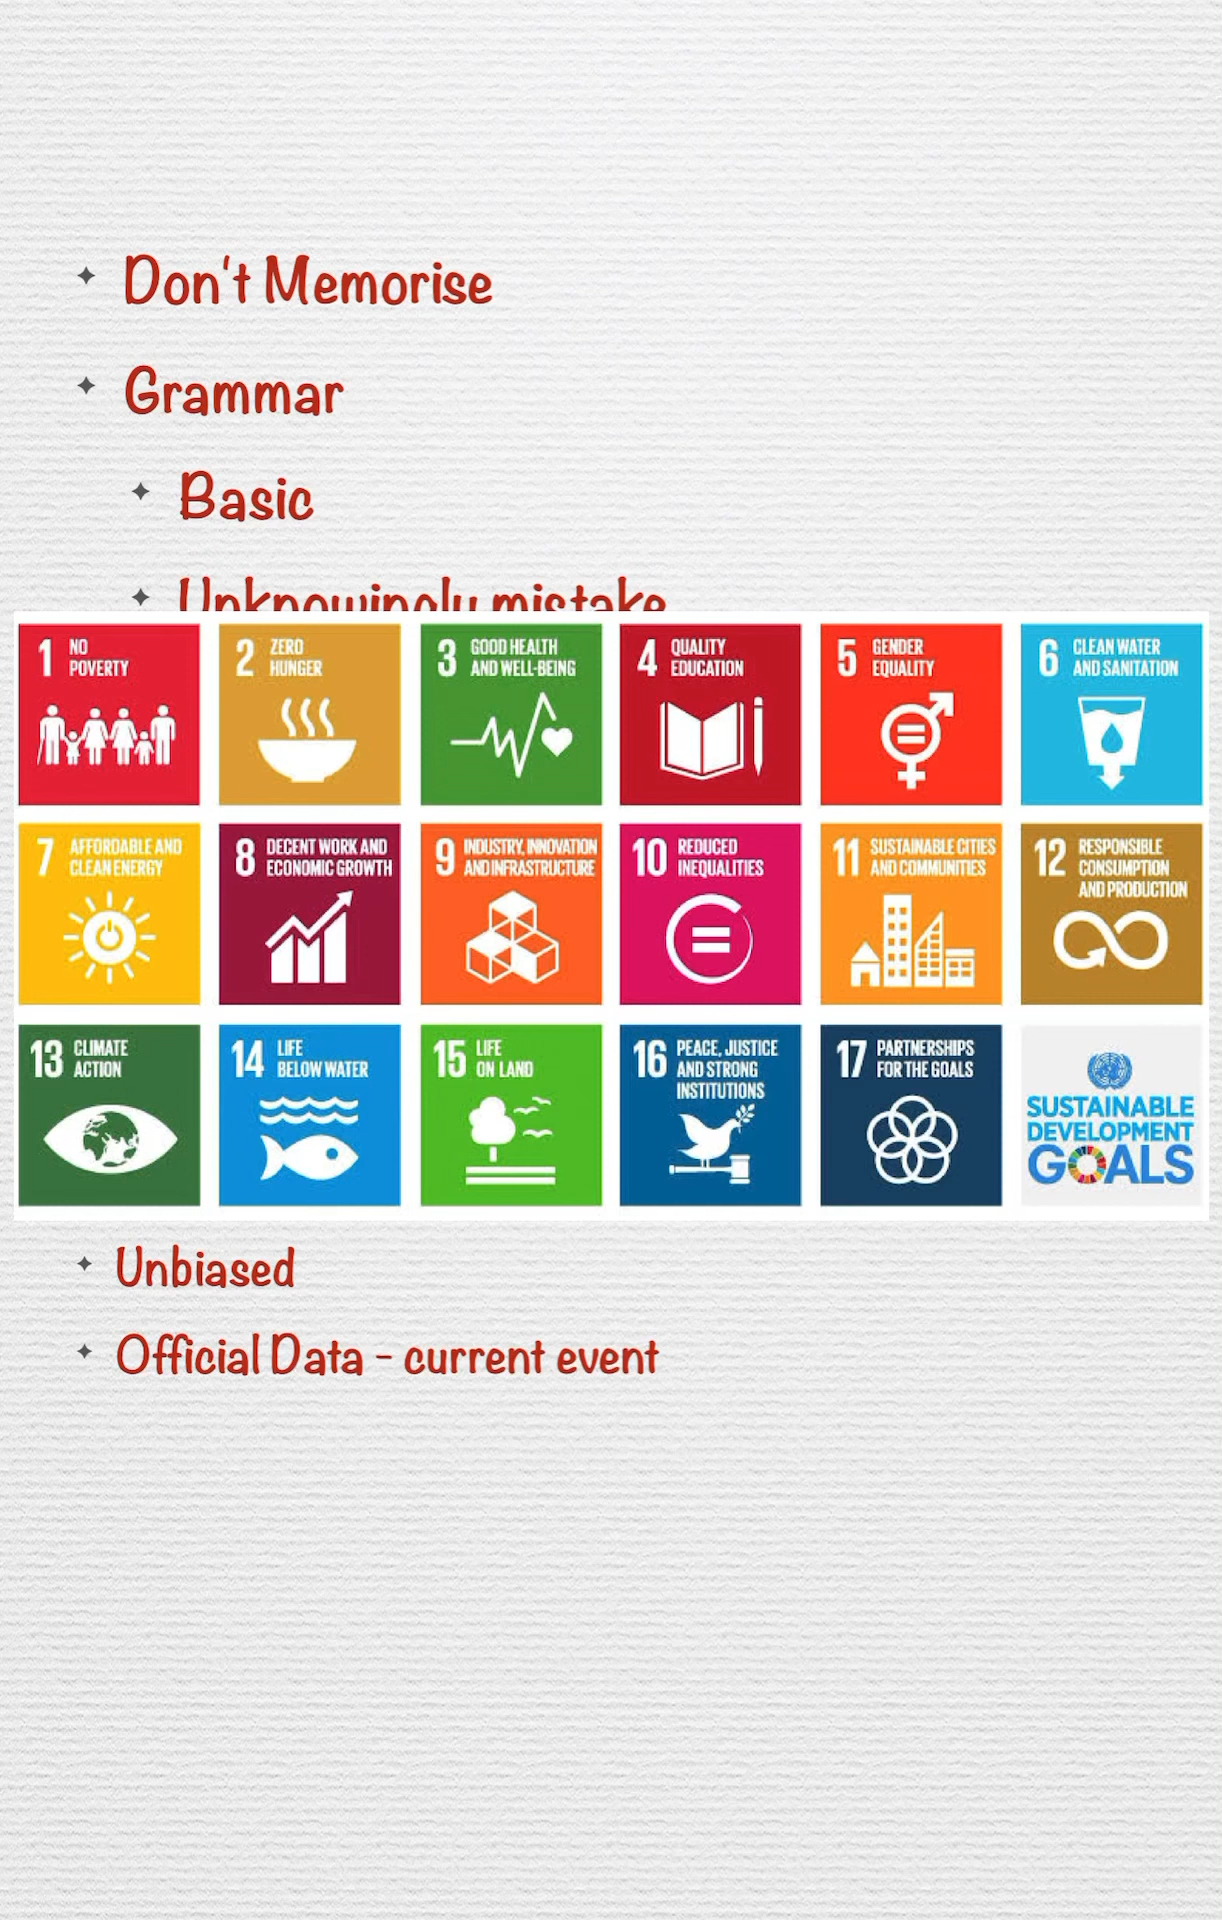 Don't Memorise
Grammar
Basic
Unknowingly mistake
1 NO
POVERTY
2 ZERO
HUNGER
3 GOOD HEALTH
AND WELL-BEING
4 QUALITY
EDUCATION
5 GENDER
EQUALITY
6 CLEAN WATER
AND SANITATION
7 AFFORDABLE AND
CLEAN ENERGY
8 DECENT WORK AND
ECONOMIC GROWTH
9 INDUSTRY, INNOVATION
AND INFRASTRUCTURE
10 REDUCED
INEQUALITIES
11 SUSTAINABLE CITIES
AND COMMUNITIES
12 RESPONSIBLE
CONSUMPTION
AND PRODUCTION
13 CLIMATE
ACTION
14 LIFE
BELOW WATER
15 LIFE
ON LAND
16 PEACE, JUSTICE
AND STRONG
INSTITUTIONS
17 PARTNERSHIPS
FOR THE GOALS
SUSTAINABLE
DEVELOPMENT
GOALS
Unbiased
Official Data - current event